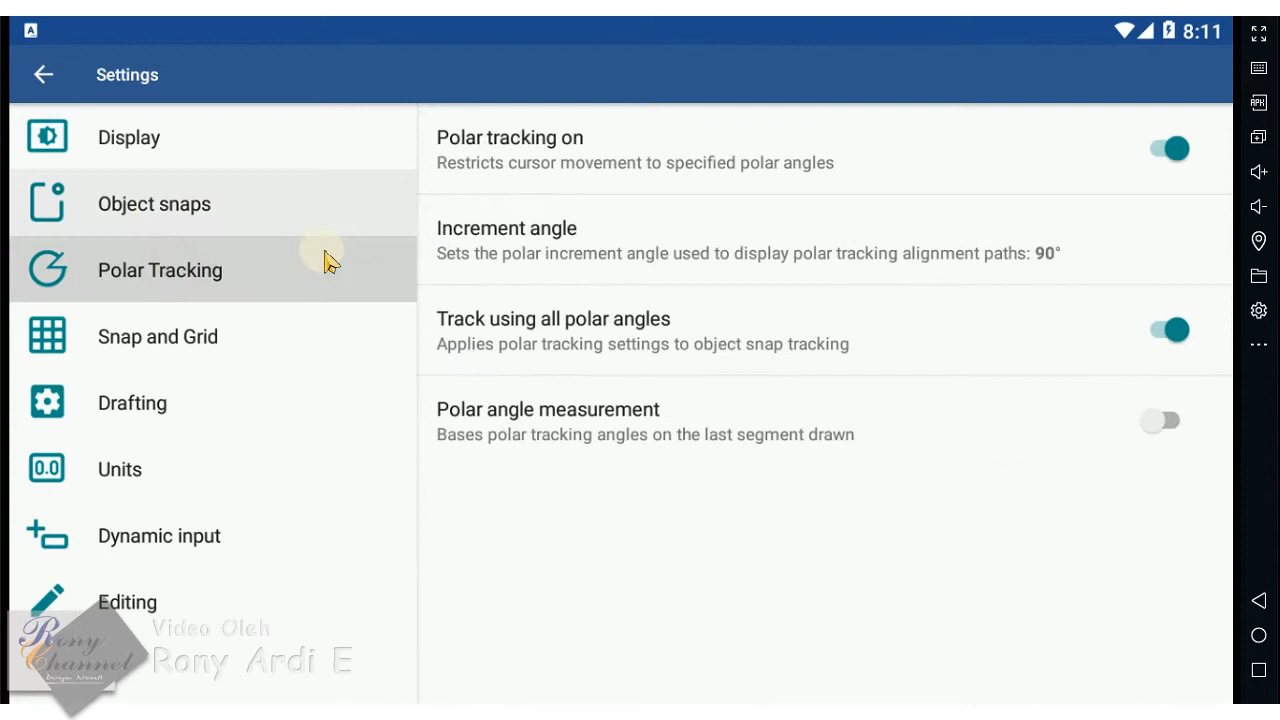 A
8:11
Settings
Display
Object snaps
Polar Tracking
Snap and Grid
Drafting
0.0
Units
Dynamic input
Editing
Polar tracking on
Restricts cursor movement to specified polar angles
Increment angle
Sets the polar increment angle used to display polar tracking alignment paths: 90°
Track using all polar angles
Applies polar tracking settings to object snap tracking
Polar angle measurement
Bases polar tracking angles on the last segment drawn
APK
Rony
Channel
Video Oleh
Rony Ardi E